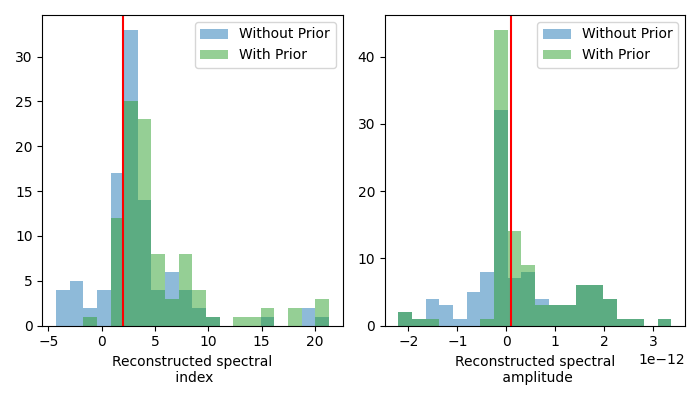 Without Prior
With Prior
30
25
20
15
10
5
0
−5
0
5
10
15
20
Reconstructed spectral
index
Without Prior
With Prior
40
30
20
10
0
−2
−1
0
1
2
3
1e−12
Reconstructed spectral
amplitude